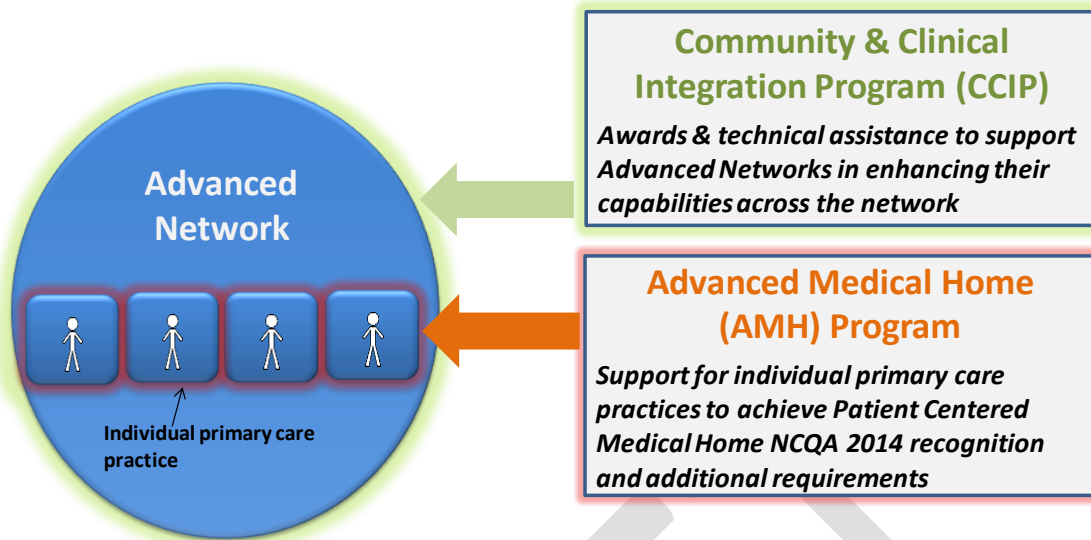 Advanced
Network
Individual primary care
practice
Community & Clinical
Integration Program (CCIP)
Awards & technical assistance to support
Advanced Networks in enhancing their
capabilities across the network
Advanced Medical Home
(AMH) Program
Support for individual primary care
practices to achieve Patient Centered
Medical Home NCQA 2014 recognition
and additional requirements